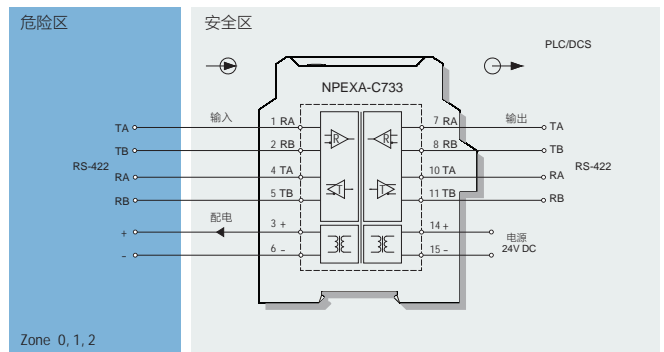 危险区
安全区
PLC/DCS
NPEXA-C733
TA 输入 1 RA 7 RA 输出 TA
TB 2 RB 8 RB TB
R R
RS-422 RS-422
RA 4 TA 10 TA RA
RB 5 TB 11 TB RB
T T
配电
+ 3 + 14 +
电源
24V DC
- 6 - 15 -
Zone 0, 1, 2